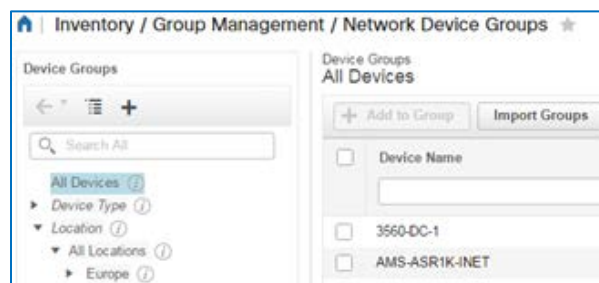 Inventory / Group Management / Network Device Groups
Device Groups
Search All
All Devices
Device Type
Location
All Locations
Europe
Device Groups
All Devices
Add to Group
Import Groups
Device Name
3560-DC-1
AMS-ASR1K-INET